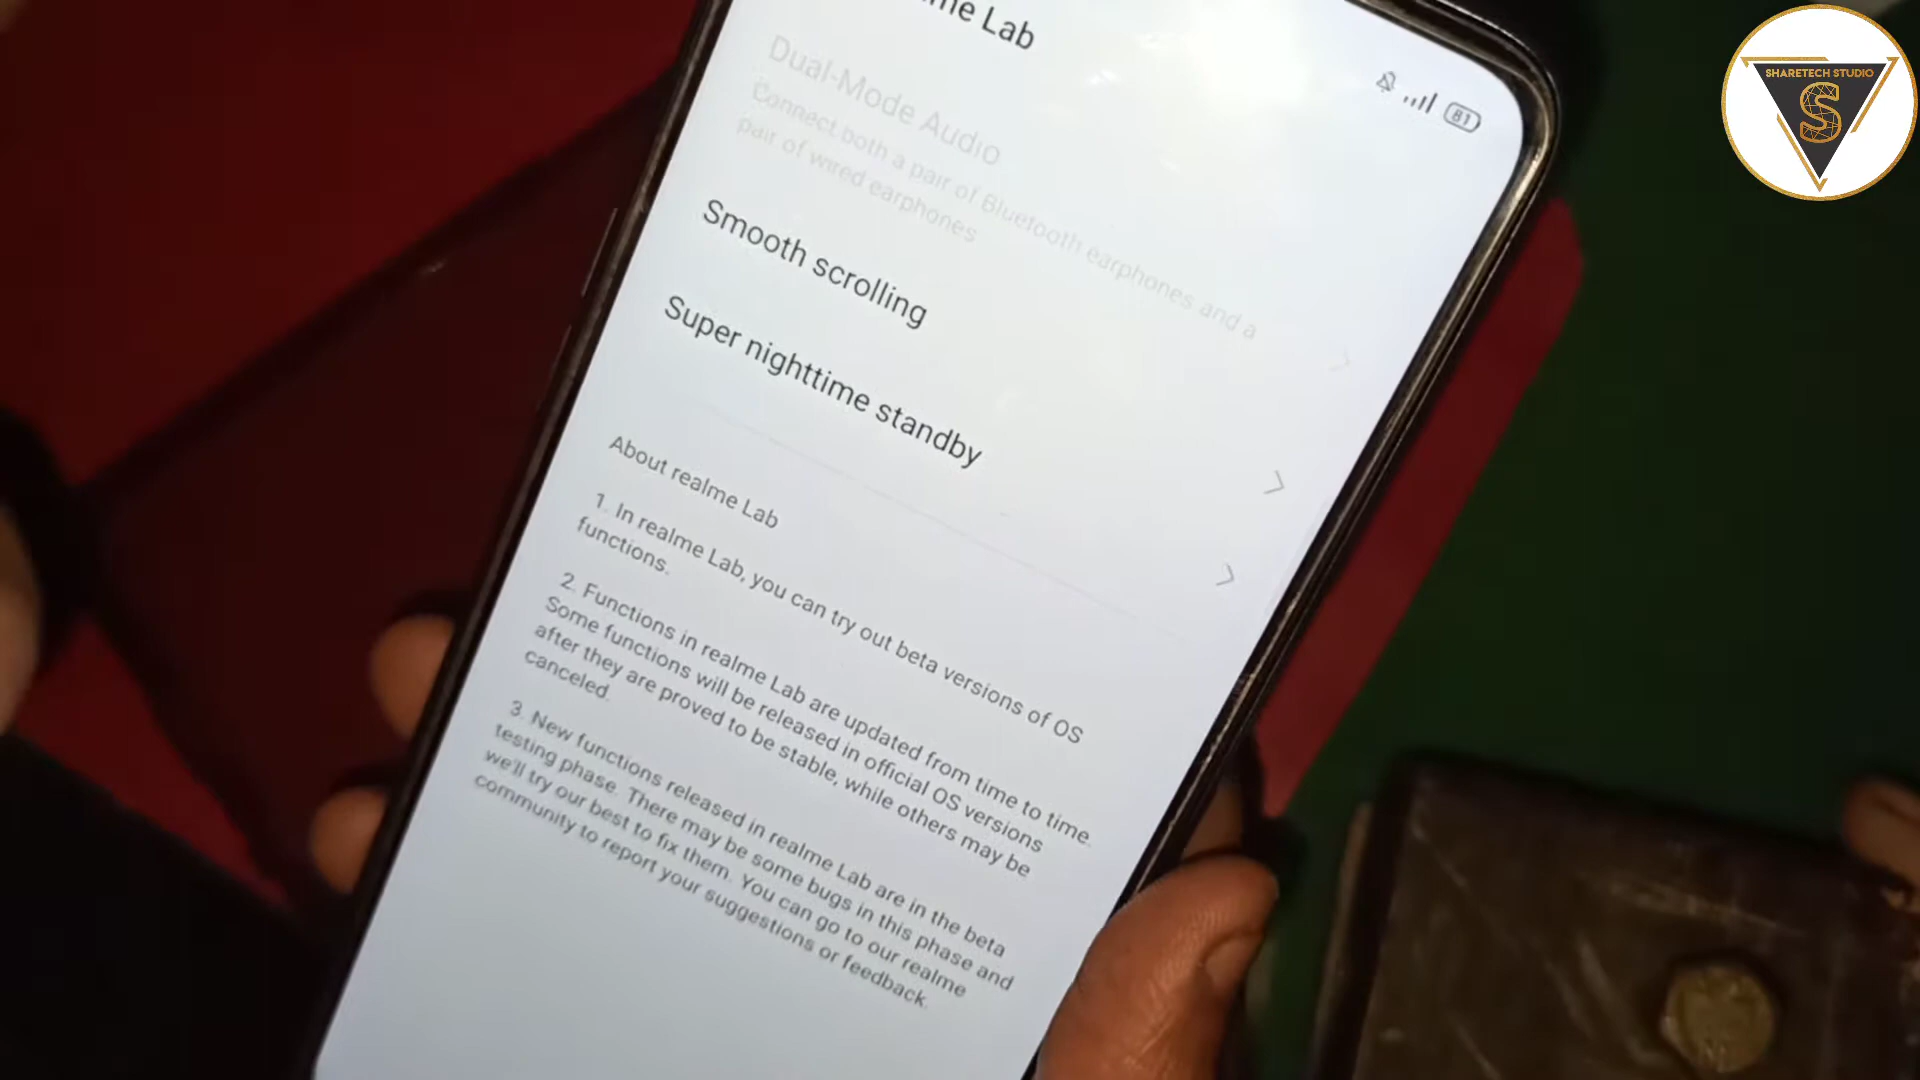 me Lab
81
Dual-Mode Audio
Connect both a pair of Bluetooth earphones and a
pair of wired earphones
Smooth scrolling
Super nighttime standby
About realme Lab
1. In realme Lab, you can try out beta versions of OS
functions.
2. Functions in realme Lab are updated from time to time.
Some functions will be released in official OS versions
after they are proved to be stable, while others may be
canceled.
3. New functions released in realme Lab are in the beta
testing phase. There may be some bugs in this phase and
we'll try our best to fix them. You can go to our realme
community to report your suggestions or feedback.
SHARETECH STUDIO
S